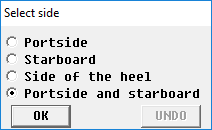 Select side
Portside
Starboard
Side of the heel
Portside and starboard
OK UNDO